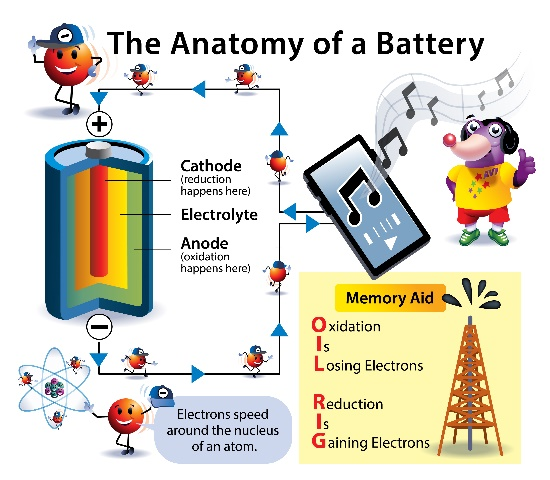 The Anatomy of a Battery
+
Cathode
(reduction
happens here)
Electrolyte
Anode
(oxidation
happens here)
−
AVI
Memory Aid
Oxidation
Is
Losing Electrons
Reduction
Is
Gaining Electrons
Electrons speed
around the nucleus
of an atom.